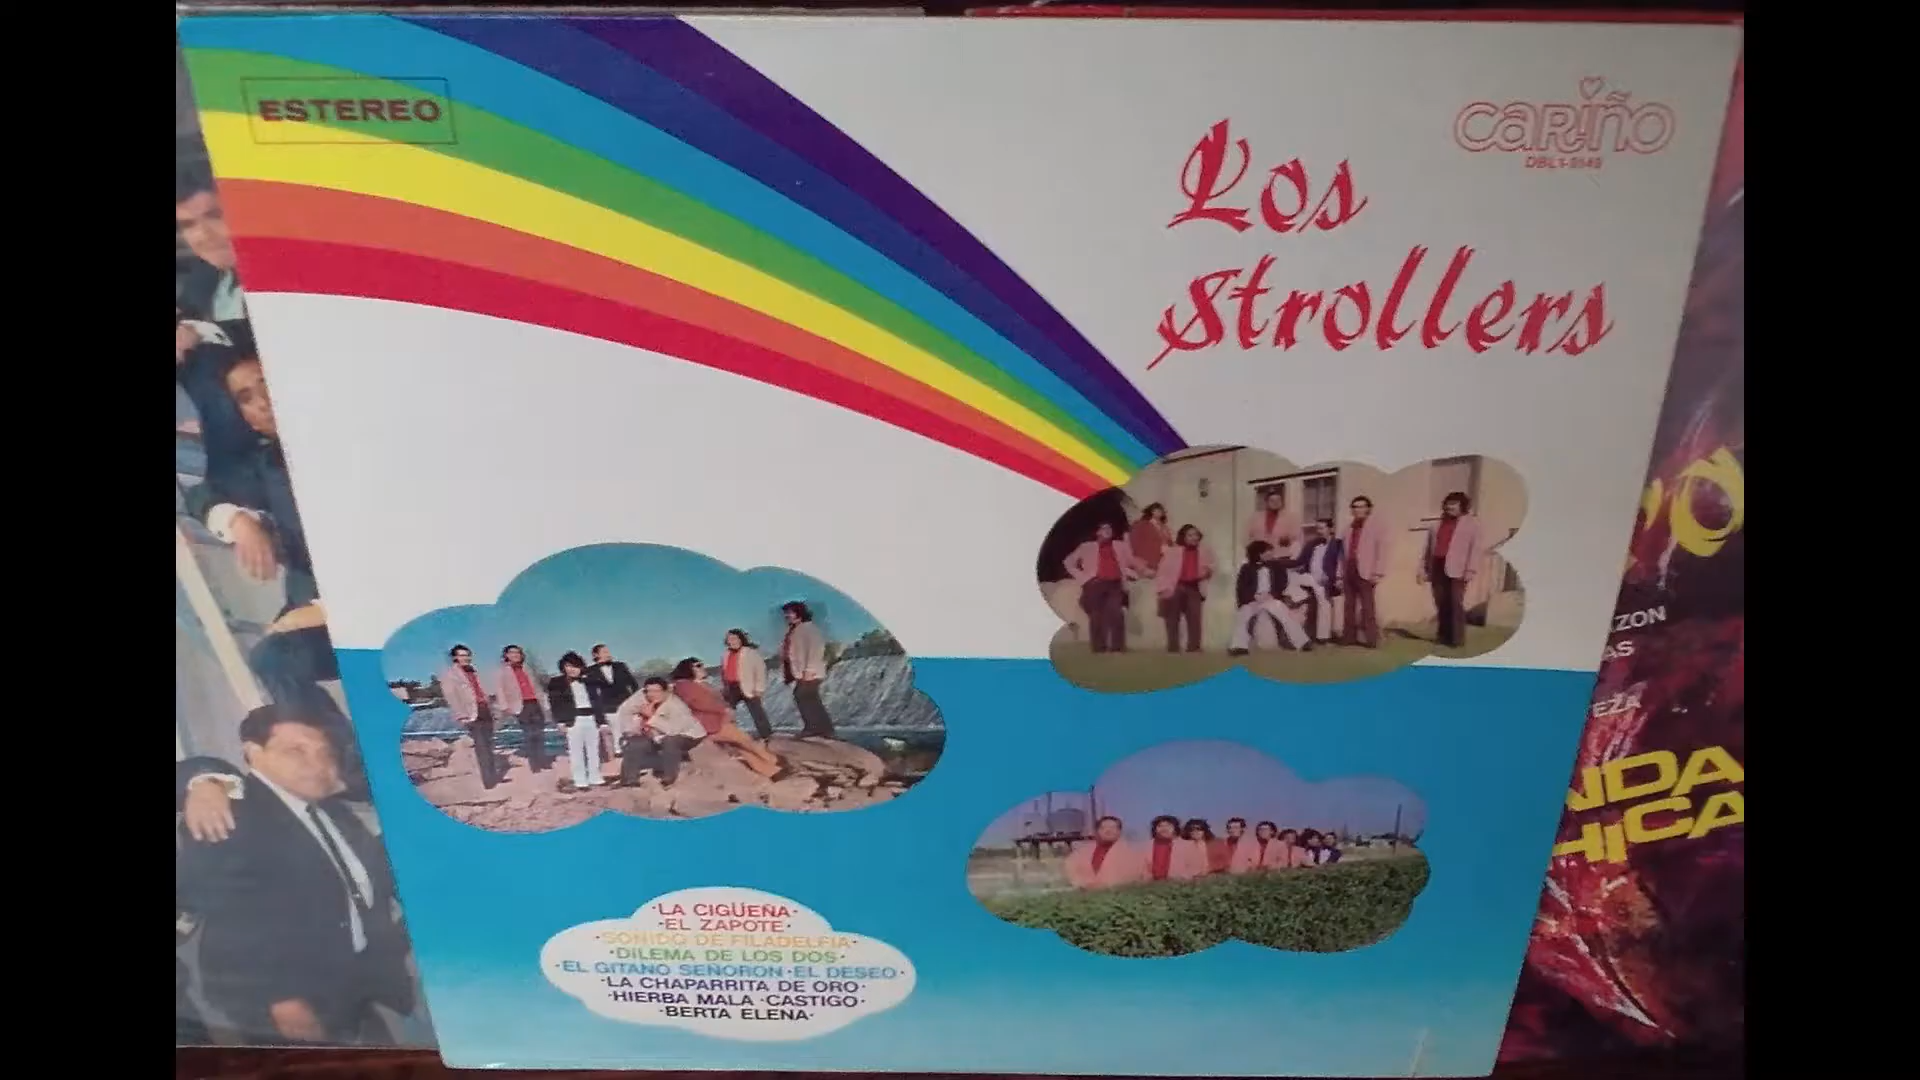 ESTEREO
cariño
Los
Strollers
·LA CIGÜEÑA·
·EL ZAPOTE·
·SONIDO DE FILADELFIA·
·DILEMA DE LOS DOS·
·EL GITANO SEÑORON·EL DESEO·
·LA CHAPARRITA DE ORO·
·HIERBA MALA·CASTIGO·
·BERTA ELENA·